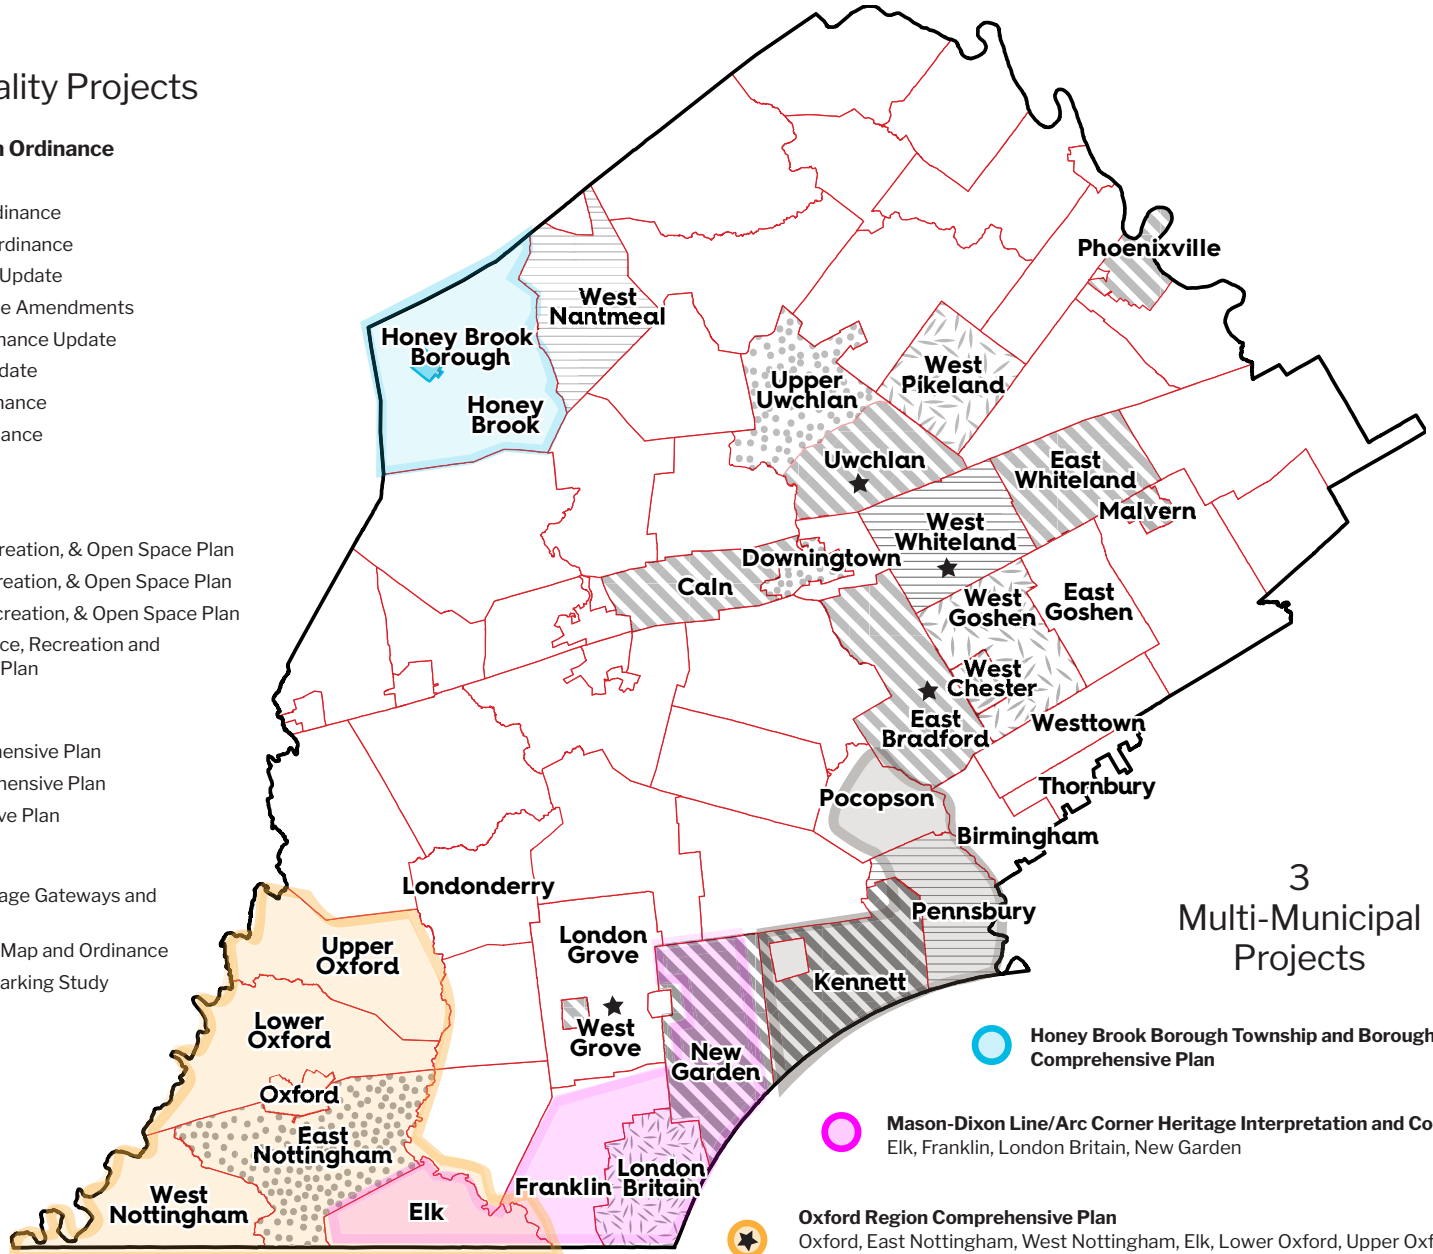 ality Projects
n Ordinance
dinance
rdinance
Update
e Amendments
nance Update
date
nance
ance
reation, & Open Space Plan
reation, & Open Space Plan
creation, & Open Space Plan
ce, Recreation and
Plan
hensive Plan
hensive Plan
ve Plan
age Gateways and
Map and Ordinance
arking Study
Phoenixville
West
Nantmeal
Honey Brook
Borough
Honey
Brook
Upper
Uwchlan
West
Pikeland
Uwchlan
East
Whiteland
Malvern
West
Whiteland
Downingtown
Caln
West
Goshen
East
Goshen
West
Chester
East
Bradford
Westtown
Thornbury
Pocopson
Birmingham
Londonderry
Pennsbury
London
Grove
Upper
Oxford
Kennett
Lower
Oxford
West
Grove
New
Garden
Oxford
East
Nottingham
London
Britain
Franklin
West
Nottingham
Elk
3
Multi-Municipal
Projects
Honey Brook Borough Township and Borough
Comprehensive Plan
Mason-Dixon Line/Arc Corner Heritage Interpretation and Co
Elk, Franklin, London Britain, New Garden
Oxford Region Comprehensive Plan
Oxford, East Nottingham, West Nottingham, Elk, Lower Oxford, Upper Oxf